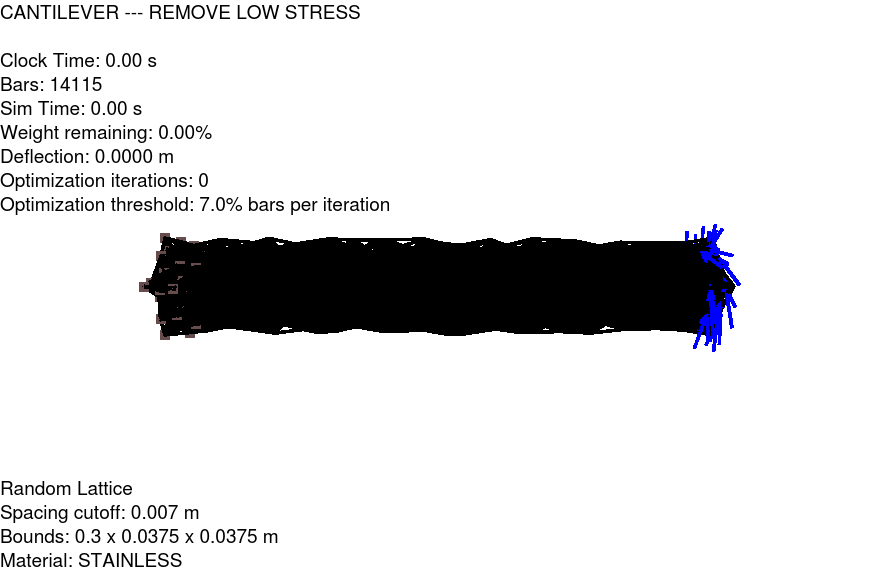 CANTILEVER --- REMOVE LOW STRESS
Clock Time: 0.00 s
Bars: 14115
Sim Time: 0.00 s
Weight remaining: 0.00%
Deflection: 0.0000 m
Optimization iterations: 0
Optimization threshold: 7.0% bars per iteration
Random Lattice
Spacing cutoff: 0.007 m
Bounds: 0.3 x 0.0375 x 0.0375 m
Material: STAINLESS